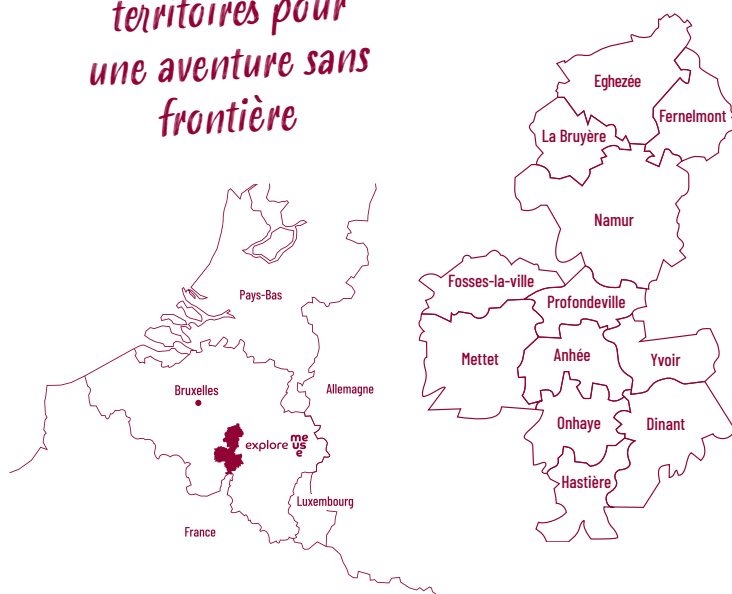 territoires pour
une aventure sans
frontière
Pays-Bas
Bruxelles
Allemagne
explore meuse
Luxembourg
France
Eghezée
Fernelmont
La Bruyère
Namur
Fosses-la-ville
Profondeville
Mettet
Anhée
Yvoir
Onhaye
Dinant
Hastière